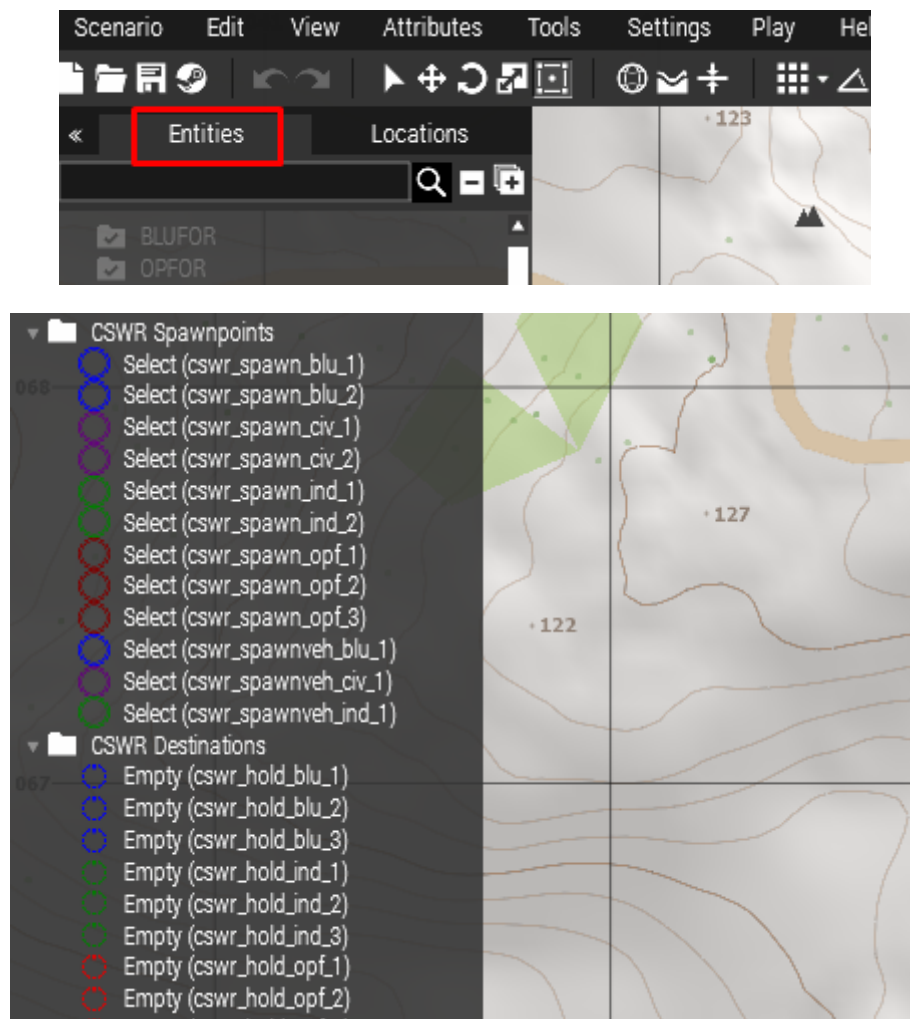 Scenario Edit View Attributes Tools Settings Play Hel
« Entities Locations
123
BLUFOR
OPFOR
CSWR Spawnpoints
Select (cswr_spawn_blu_1)
068
Select (cswr_spawn_blu_2)
Select (cswr_spawn_civ_1)
Select (cswr_spawn_civ_2)
Select (cswr_spawn_ind_1)
Select (cswr_spawn_ind_2)
127
Select (cswr_spawn_opf_1)
Select (cswr_spawn_opf_2)
Select (cswr_spawn_opf_3)
122
Select (cswr_spawnveh_blu_1)
Select (cswr_spawnveh_civ_1)
Select (cswr_spawnveh_ind_1)
CSWR Destinations
Empty (cswr_hold_blu_1)
067
Empty (cswr_hold_blu_2)
Empty (cswr_hold_blu_3)
Empty (cswr_hold_ind_1)
Empty (cswr_hold_ind_2)
Empty (cswr_hold_ind_3)
Empty (cswr_hold_opf_1)
Empty (cswr_hold_opf_2)